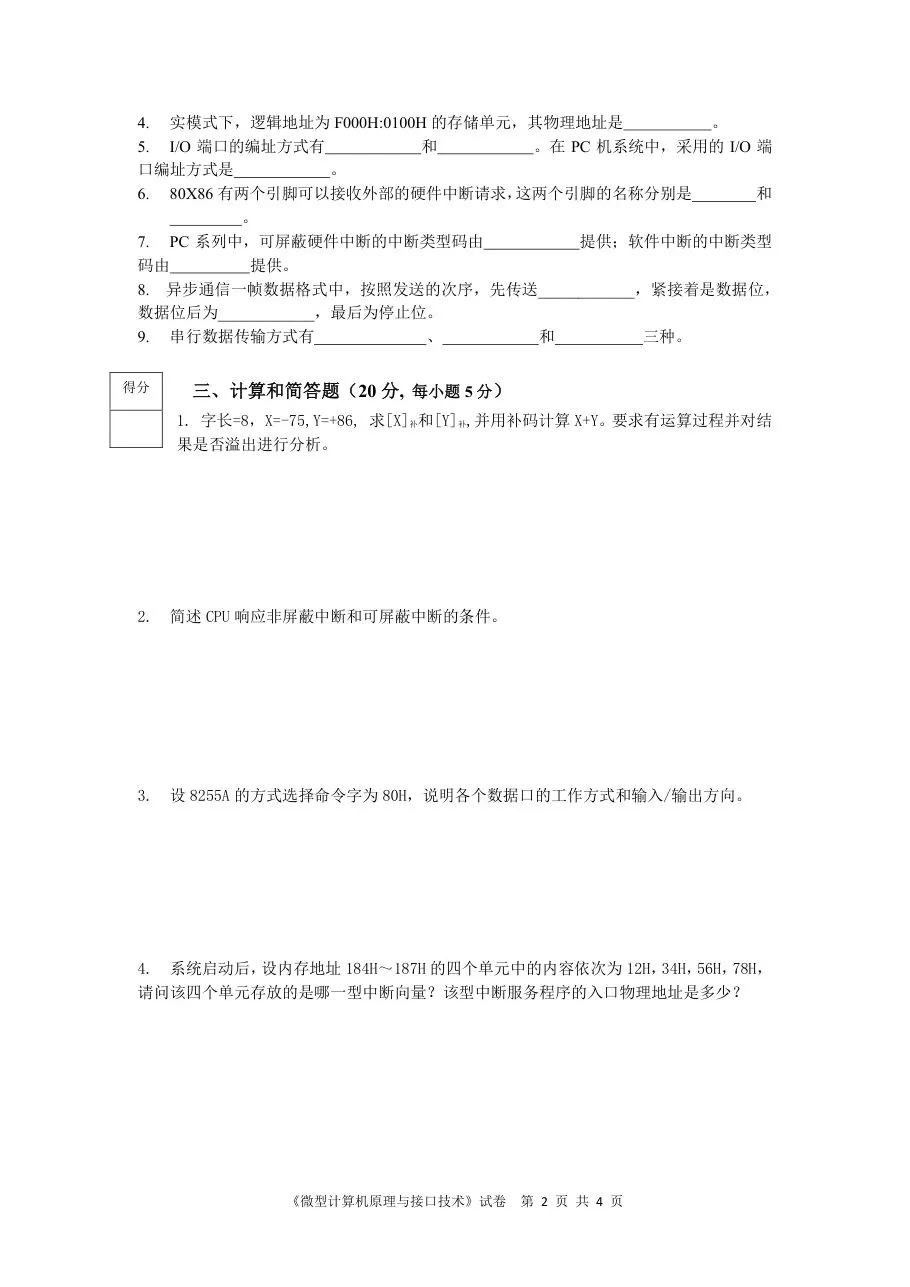 4. 实模式下，逻辑地址为 F000H:0100H 的存储单元，其物理地址是___________。
5. I/O 端口的编址方式有____________和____________。在 PC 机系统中，采用的 I/O 端
口编址方式是____________。
6. 80X86 有两个引脚可以接收外部的硬件中断请求，这两个引脚的名称分别是________和
_________。
7. PC 系列中，可屏蔽硬件中断的中断类型码由____________提供；软件中断的中断类型
码由__________提供。
8. 异步通信一帧数据格式中，按照发送的次序，先传送____________，紧接着是数据位，
数据位后为____________，最后为停止位。
9. 串行数据传输方式有______________、____________和___________三种。
得分
三、计算和简答题（20 分，每小题 5 分）
1. 字长=8，X=-75,Y=+86, 求[X]补和[Y]补,并用补码计算 X+Y。要求有运算过程并对结
果是否溢出进行分析。
2. 简述 CPU 响应非屏蔽中断和可屏蔽中断的条件。
3. 设 8255A 的方式选择命令字为 80H，说明各个数据口的工作方式和输入/输出方向。
4. 系统启动后，设内存地址 184H～187H 的四个单元中的内容依次为 12H，34H，56H，78H，
请问该四个单元存放的是哪一型中断向量？该型中断服务程序的入口物理地址是多少？
《微型计算机原理与接口技术》试卷 第 2 页 共 4 页